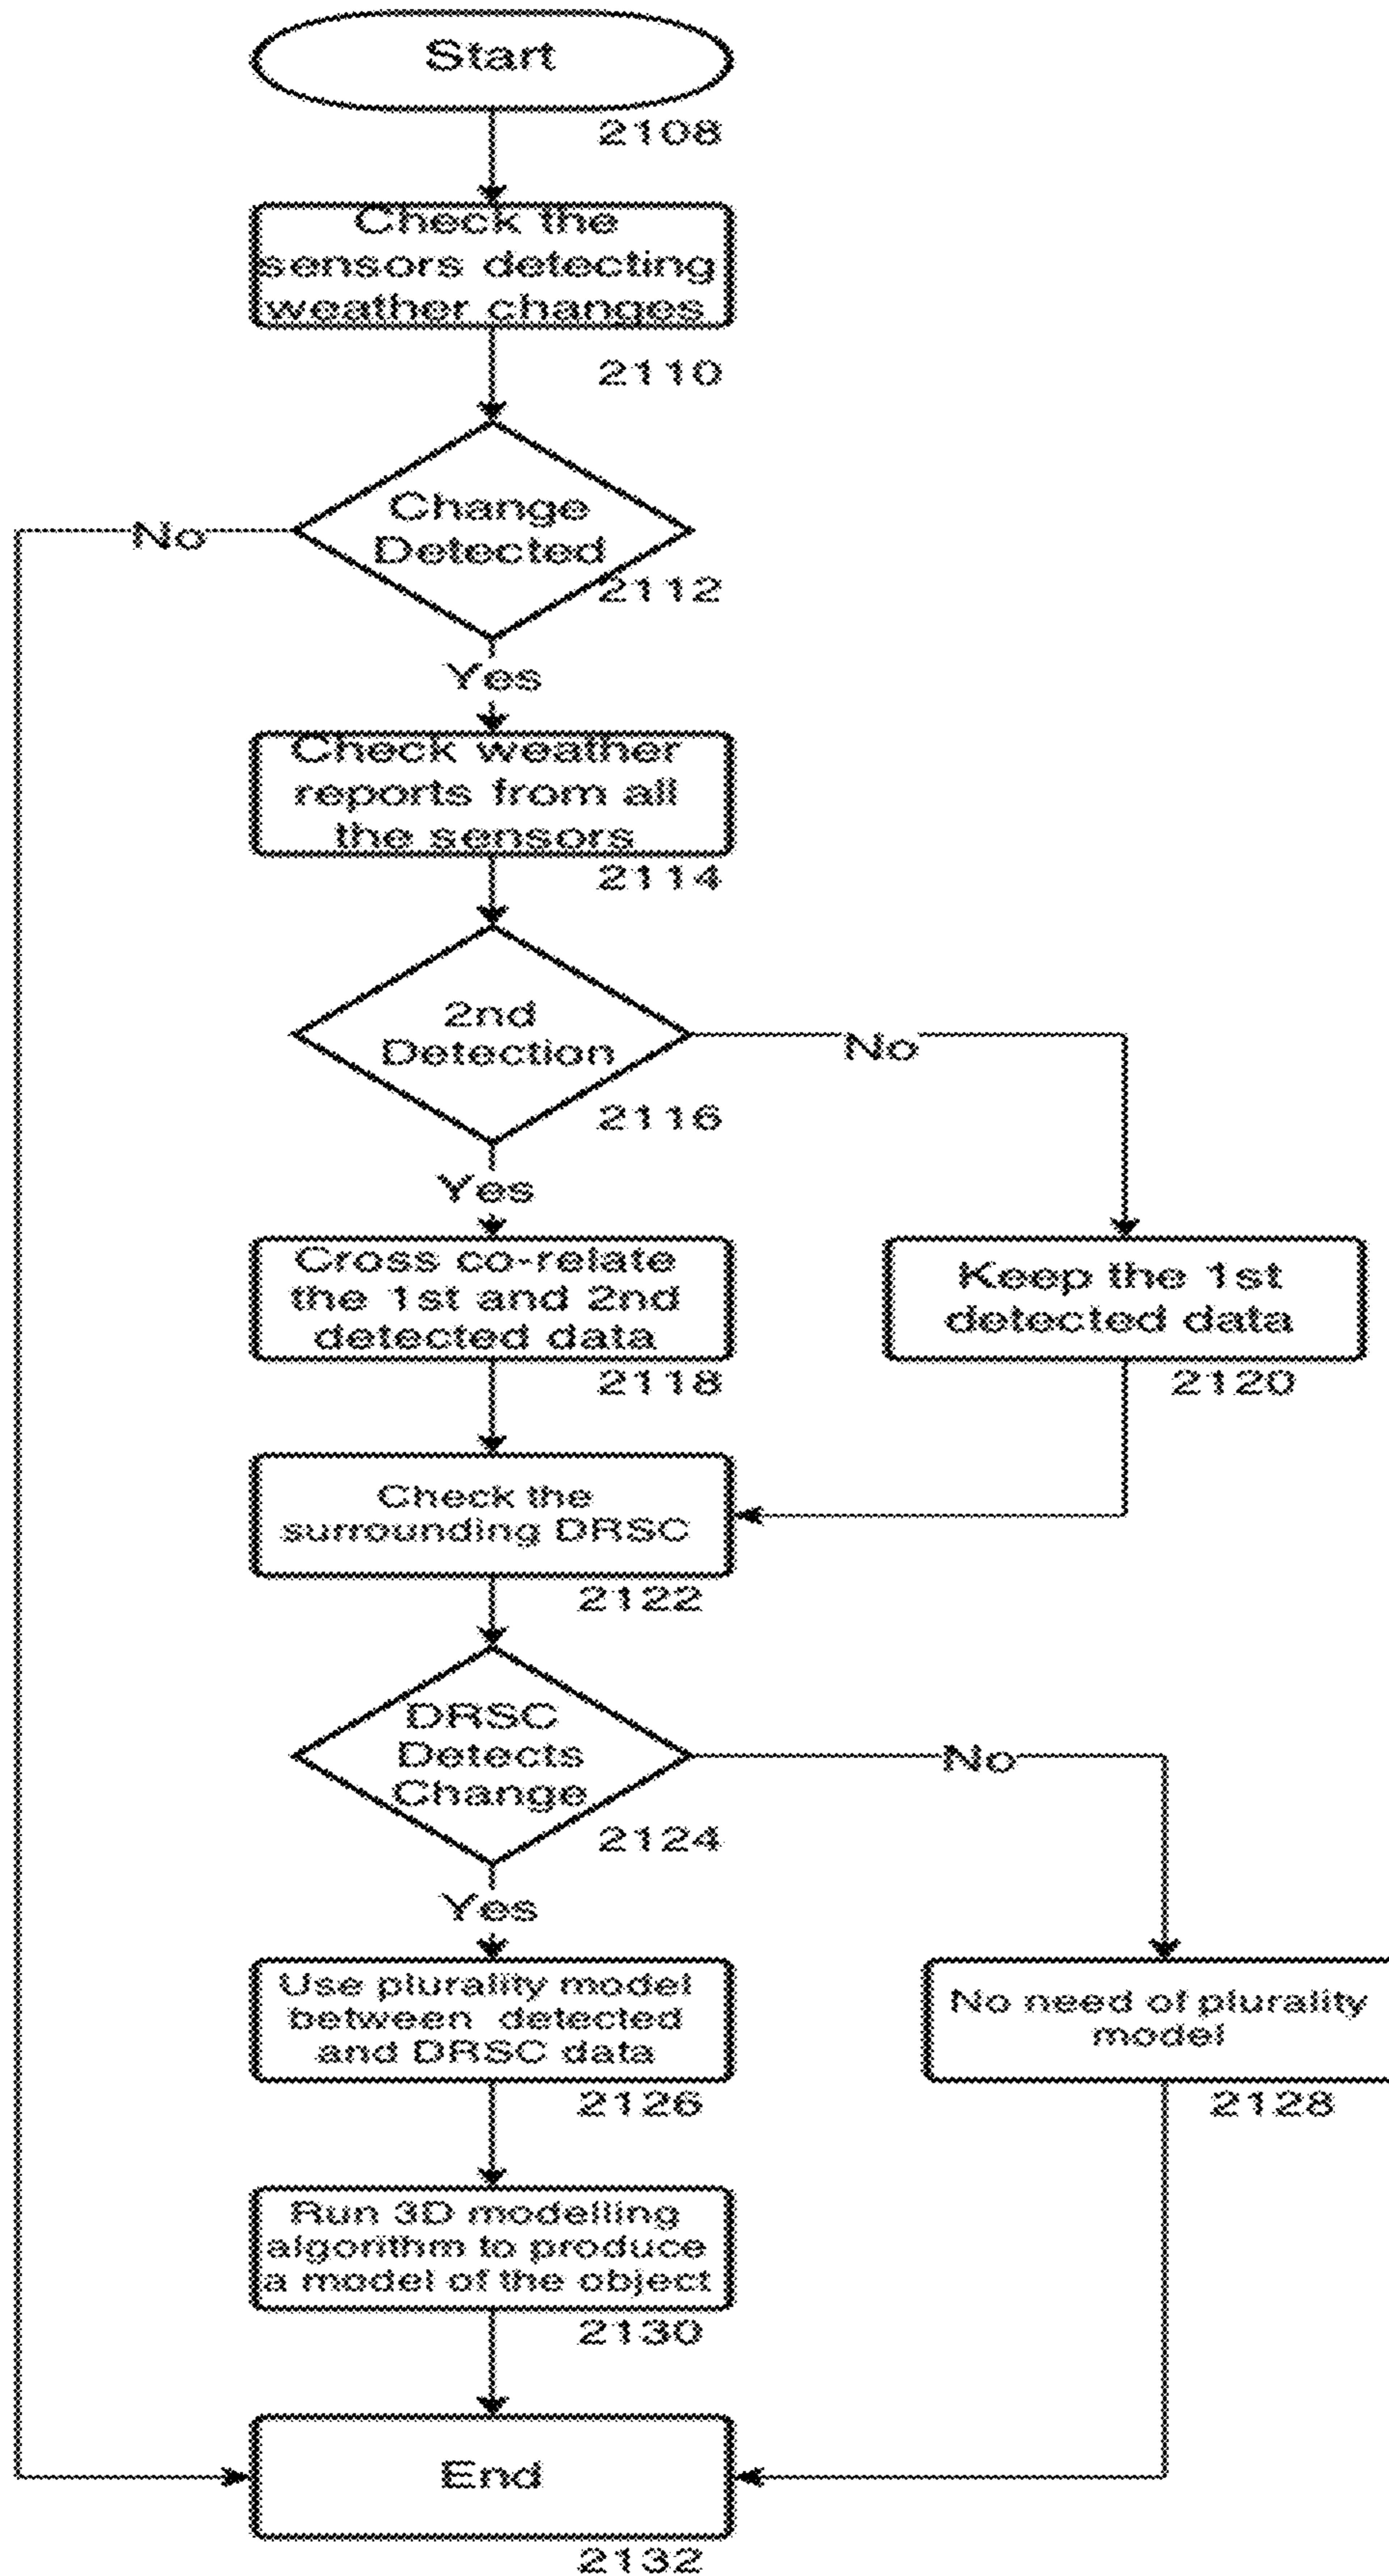 Start
2108
Check the
sensors detecting
weather changes
2110
Change
Detected
2112
No
Yes
Check weather
reports from all
the sensors
2114
2nd
Detection
2116
No
Yes
Cross co-relate
the 1st and 2nd
detected data
2118
Keep the 1st
detected data
2120
Check the
surrounding DRSC
2122
DRSC
Detects
Change
2124
No
Yes
Use plurality model
between detected
and DRSC data
2126
No need of plurality
model
2128
Run 3D modelling
algorithm to produce
a model of the object
2130
End
2132